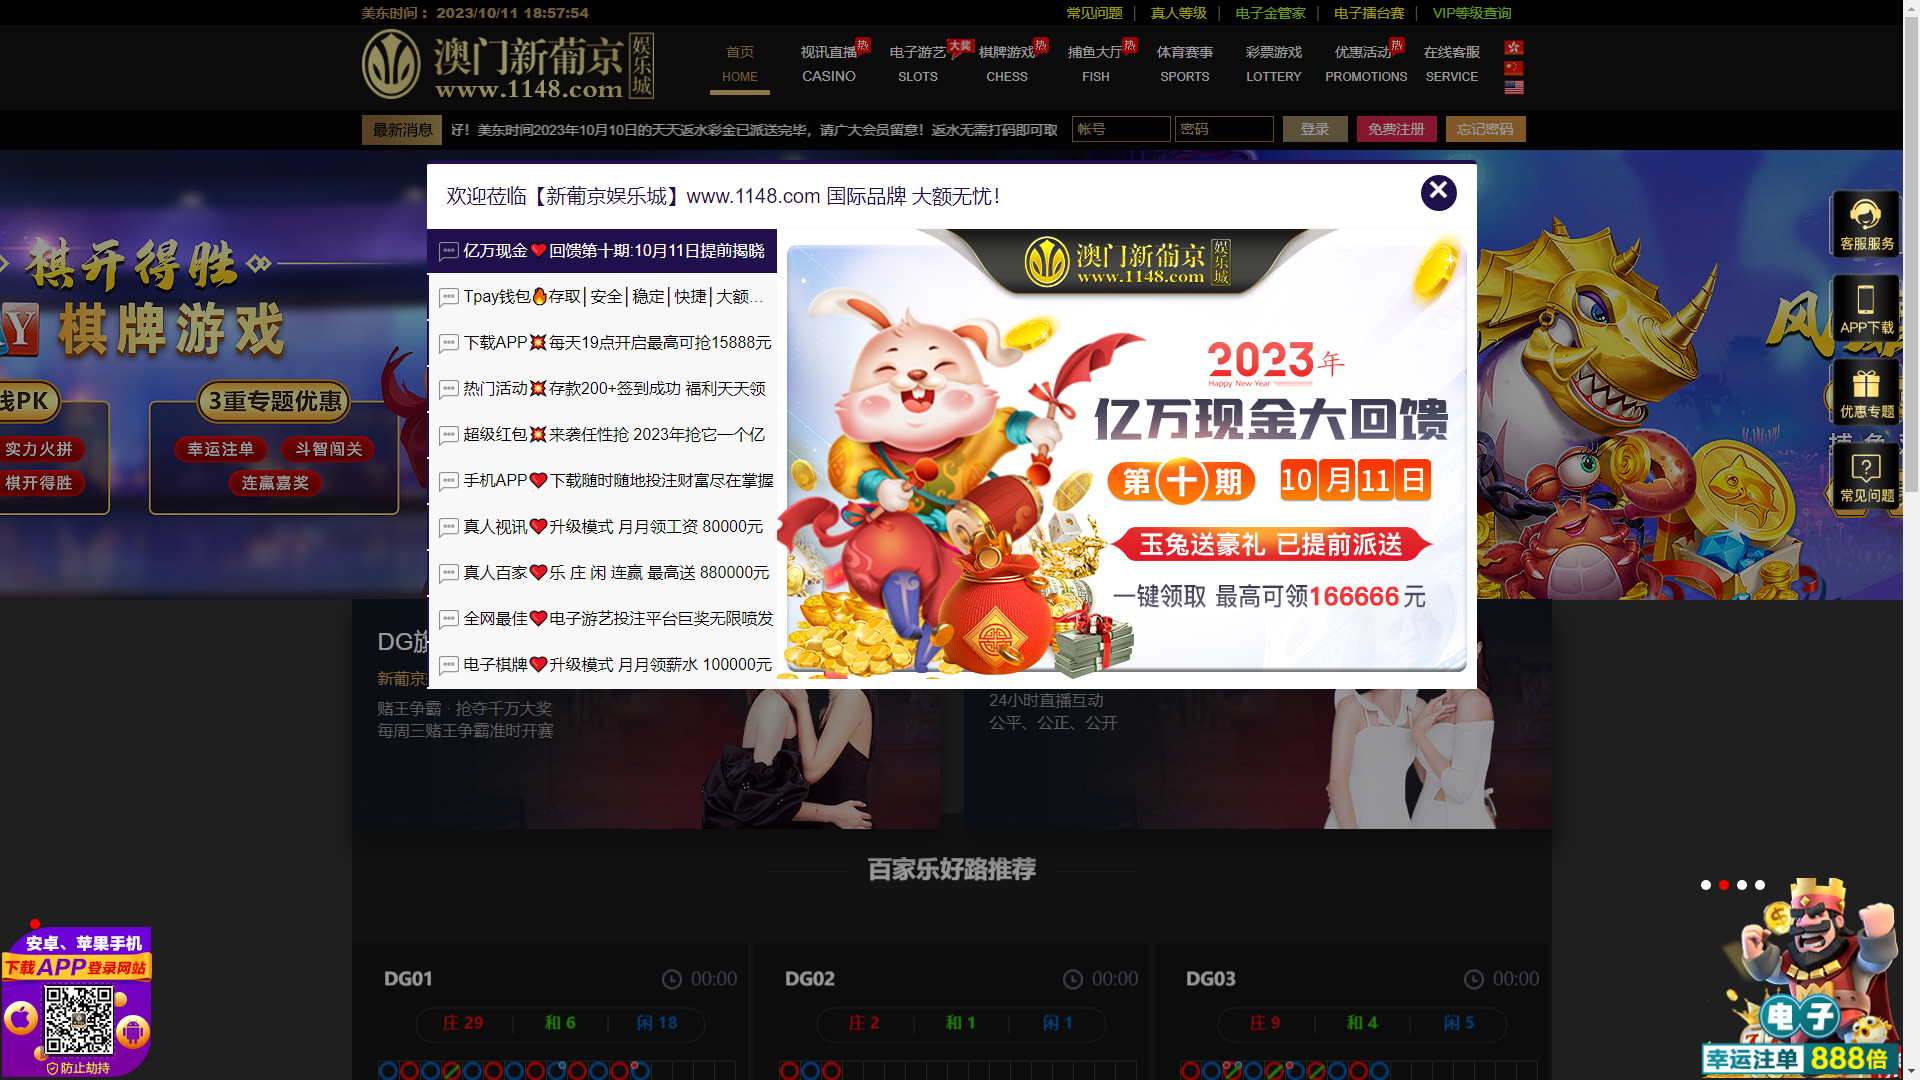 美东时间： 2023/10/11 18:57:54
常见问题 | 真人等级 | 电子金管家 | 电子擂台赛 | VIP等级查询
澳门新葡京 娱乐城
www.1148.com
首页 视讯直播 热 电子游艺 大奖 棋牌游戏 热 捕鱼大厅 热 体育赛事 彩票游戏 优惠活动 热 在线客服
HOME CASINO SLOTS CHESS FISH SPORTS LOTTERY PROMOTIONS SERVICE
最新消息 好！美东时间2023年10月10日的天天返水彩金已派送完毕，请广大会员留意！返水无需打码即可取
帐号 密码 登录 免费注册 忘记密码
欢迎莅临【新葡京娱乐城】www.1148.com 国际品牌 大额无忧！
亿万现金❤回馈第十期:10月11日提前揭晓
Tpay钱包🔥存取|安全|稳定|快捷|大额...
下载APP💥每天19点开启最高可抢15888元
热门活动💥存款200+签到成功 福利天天领
超级红包💥来袭任性抢 2023年抢它一个亿
手机APP❤下载随时随地投注财富尽在掌握
真人视讯❤升级模式 月月领工资 80000元
真人百家❤乐 庄 闲 连赢 最高送 880000元
全网最佳❤电子游艺投注平台巨奖无限喷发
电子棋牌❤升级模式 月月领薪水 100000元
澳门新葡京 娱乐城
www.1148.com
2023年
Happy New Year
亿万现金大回馈
第十期 10月11日
玉兔送豪礼 已提前派送
一键领取 最高可领166666元
棋开得胜
Y 棋牌游戏
线PK
实力火拼
棋开得胜
3重专题优惠
幸运注单 斗智闯关
连赢嘉奖
客服服务
APP下载
优惠专题
常见问题
DG旗
新葡京
赌王争霸 · 抢夺千万大奖
每周三赌王争霸准时开赛
24小时直播互动
公平、公正、公开
百家乐好路推荐
DG01 00:00
庄 29 | 和 6 | 闲 18
DG02 00:00
庄 2 | 和 1 | 闲 1
DG03 00:00
庄 9 | 和 4 | 闲 5
安卓、苹果手机
下载APP登录网站
防止劫持
电子
幸运注单 888倍